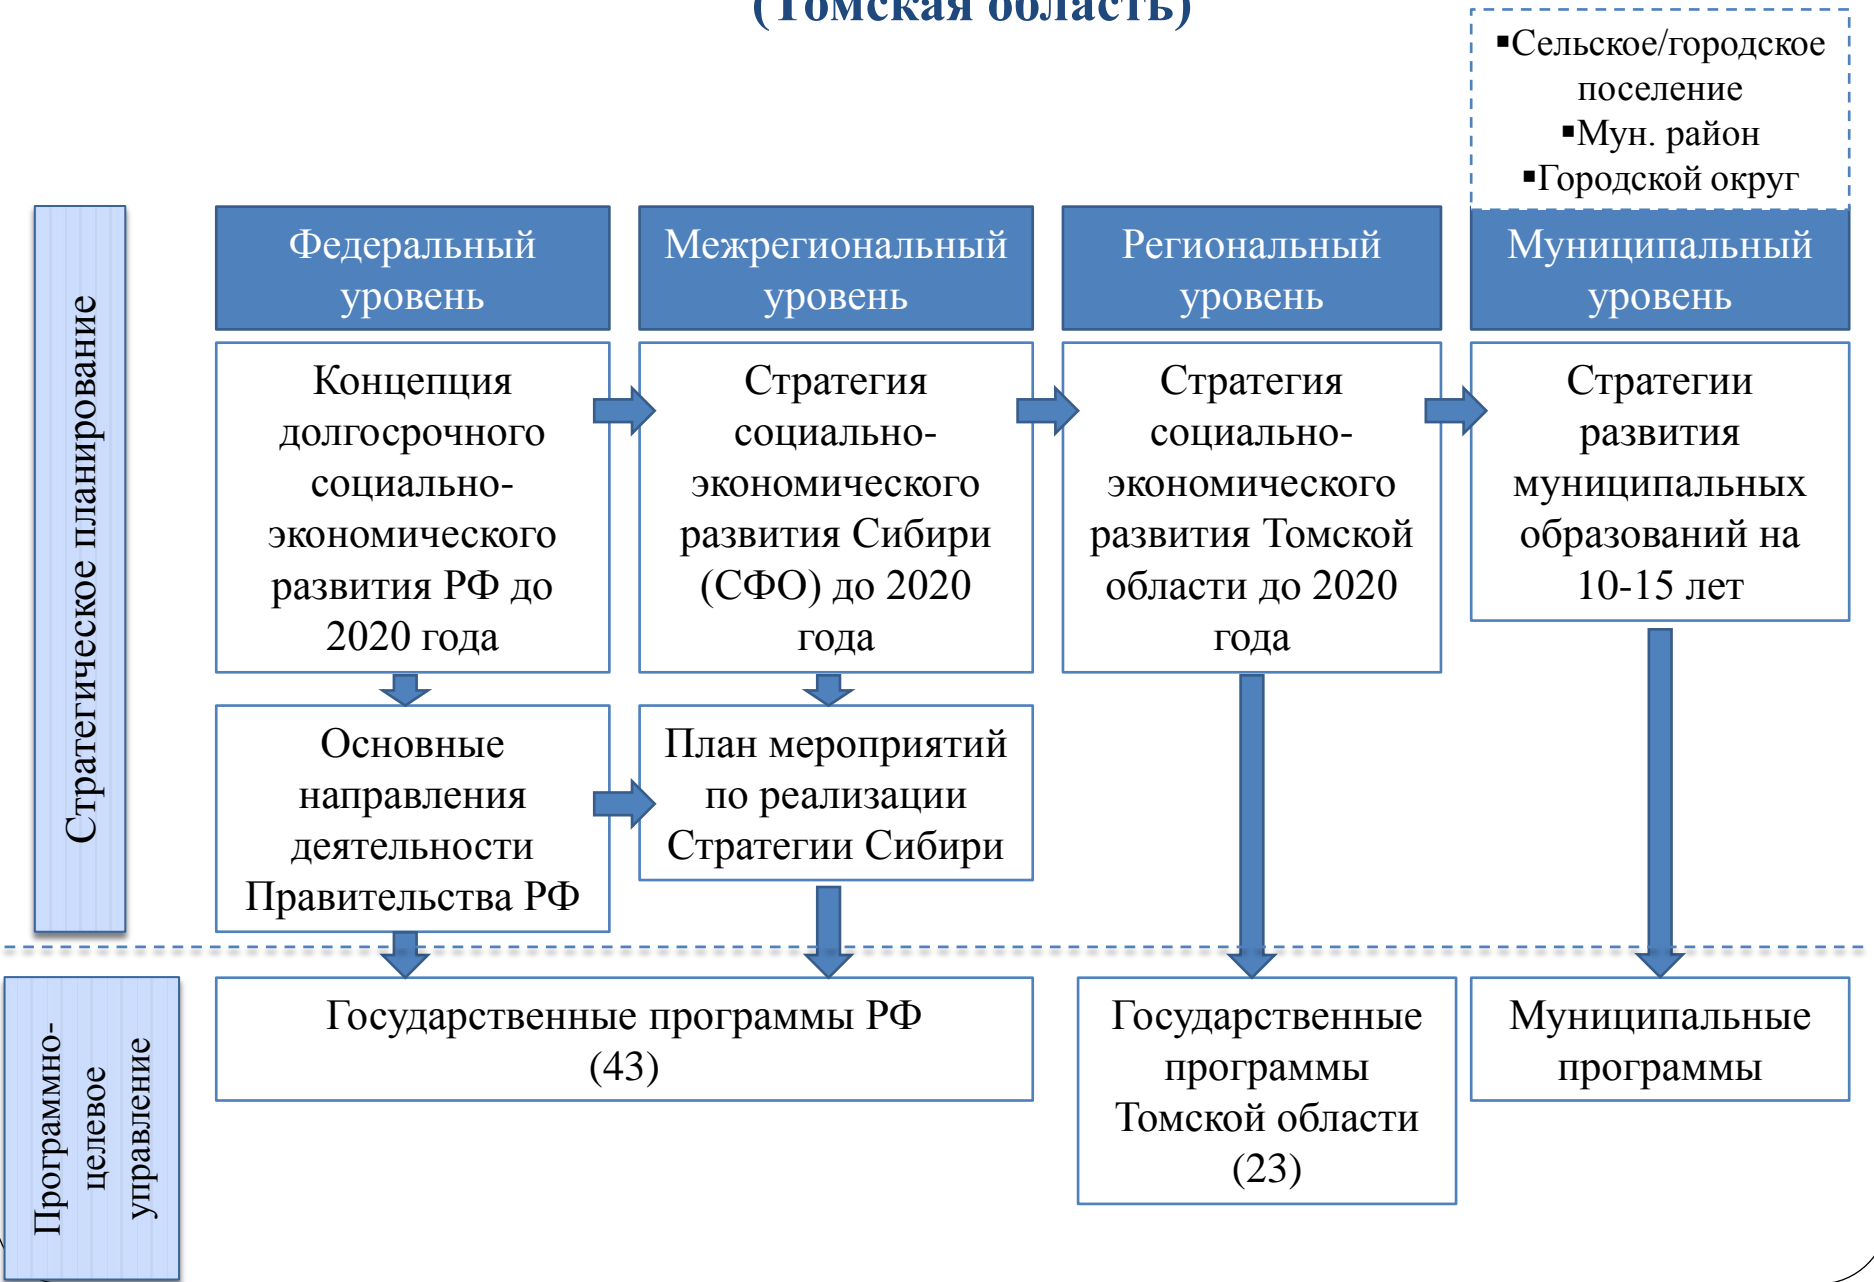 (Томская область)
▪Сельское/городское
поселение
▪Мун. район
▪Городской округ
Стратегическое планирование
Федеральный
уровень
Межрегиональный
уровень
Региональный
уровень
Муниципальный
уровень
Концепция
долгосрочного
социально-
экономического
развития РФ до
2020 года
Стратегия
социально-
экономического
развития Сибири
(СФО) до 2020
года
Стратегия
социально-
экономического
развития Томской
области до 2020
года
Стратегии
развития
муниципальных
образований на
10-15 лет
Основные
направления
деятельности
Правительства РФ
План мероприятий
по реализации
Стратегии Сибири
Программно-
целевое
управление
Государственные программы РФ
(43)
Государственные
программы
Томской области
(23)
Муниципальные
программы